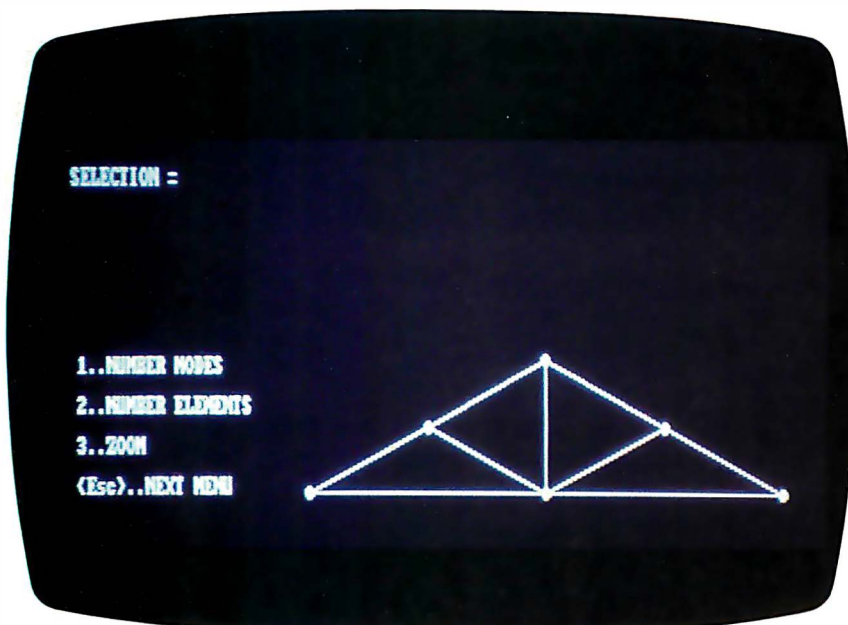 SELECTION =
1..NUMBER NODES
2..NUMBER ELEMENTS
3..ZOOM
<Esc>..NEXT MENU